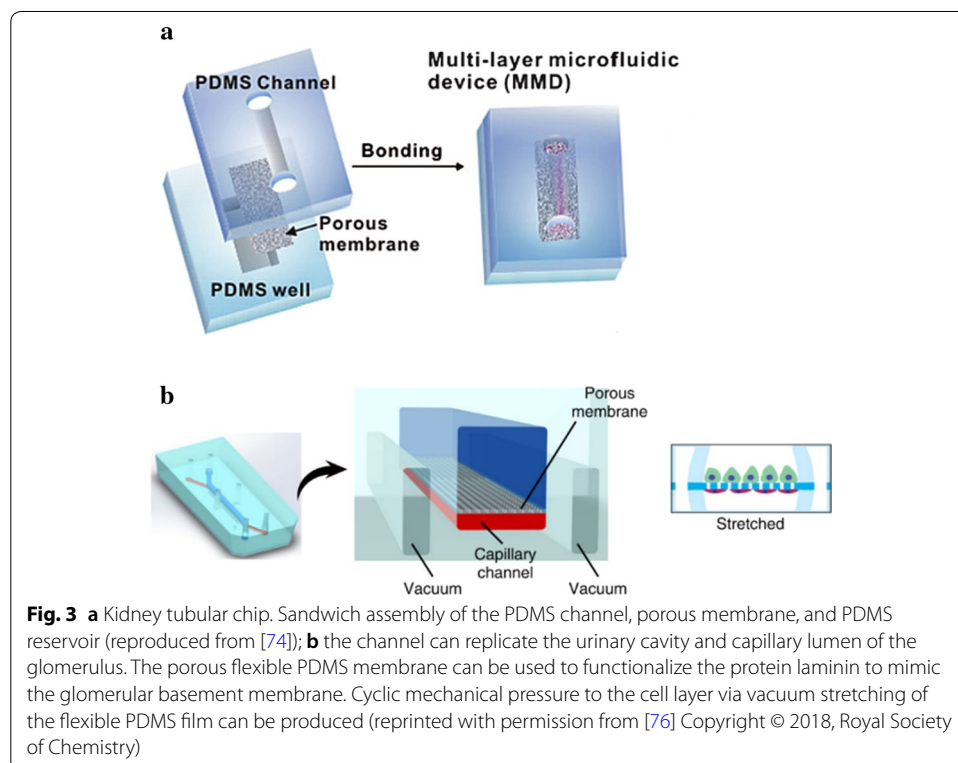 a
PDMS Channel
Multi-layer microfluidic
device (MMD)
Bonding
Porous
membrane
PDMS well
b
Porous
membrane
Capillary
channel
Vacuum
Vacuum
Stretched
Fig. 3 a Kidney tubular chip. Sandwich assembly of the PDMS channel, porous membrane, and PDMS
reservoir (reproduced from [74]); b the channel can replicate the urinary cavity and capillary lumen of the
glomerulus. The porous flexible PDMS membrane can be used to functionalize the protein laminin to mimic
the glomerular basement membrane. Cyclic mechanical pressure to the cell layer via vacuum stretching of
the flexible PDMS film can be produced (reprinted with permission from [76] Copyright © 2018, Royal Society
of Chemistry)